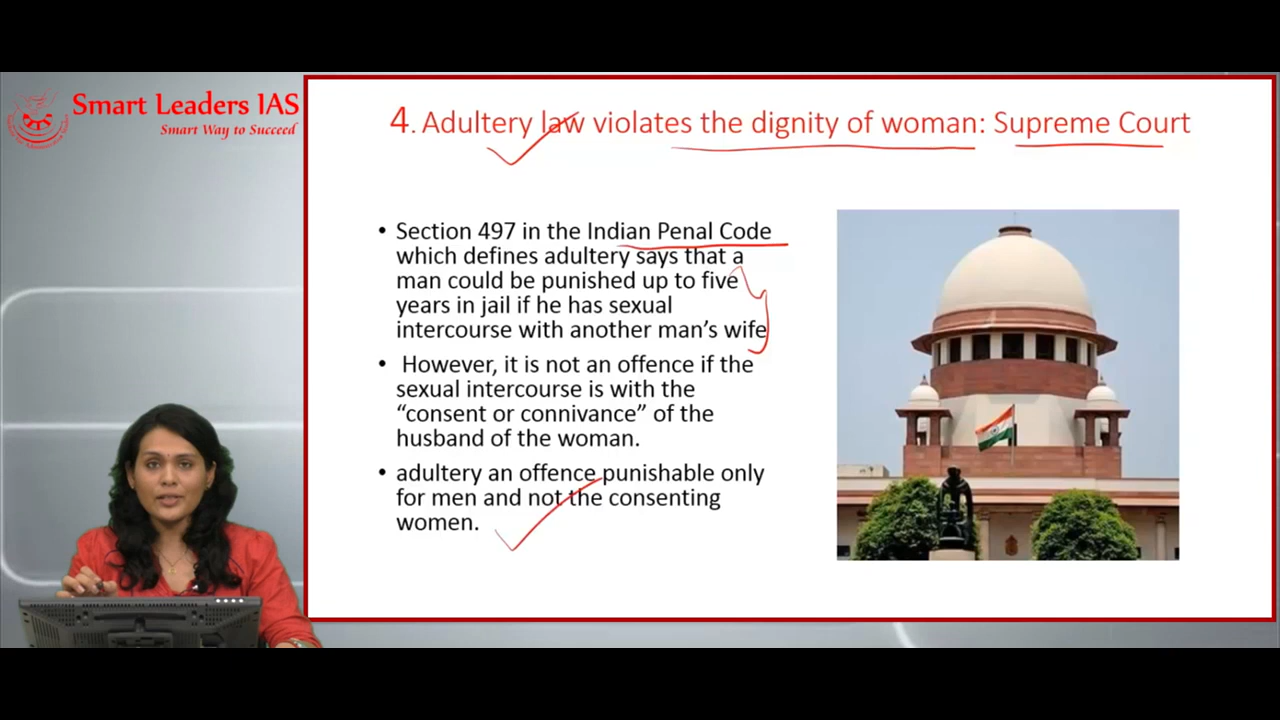 Smart Leaders IAS
Smart Way to Succeed
4. Adultery law violates the dignity of woman: Supreme Court
• Section 497 in the Indian Penal Code
which defines adultery says that a
man could be punished up to five
years in jail if he has sexual
intercourse with another man’s wife
• However, it is not an offence if the
sexual intercourse is with the
“consent or connivance” of the
husband of the woman.
• adultery an offence punishable only
for men and not the consenting
women.